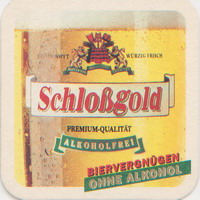 WÜRZIG-FRISCH
Schloßgold
PREMIUM-QUALITÄT
ALKOHOLFREI
BIERVERGNÜGEN
OHNE ALKOHOL